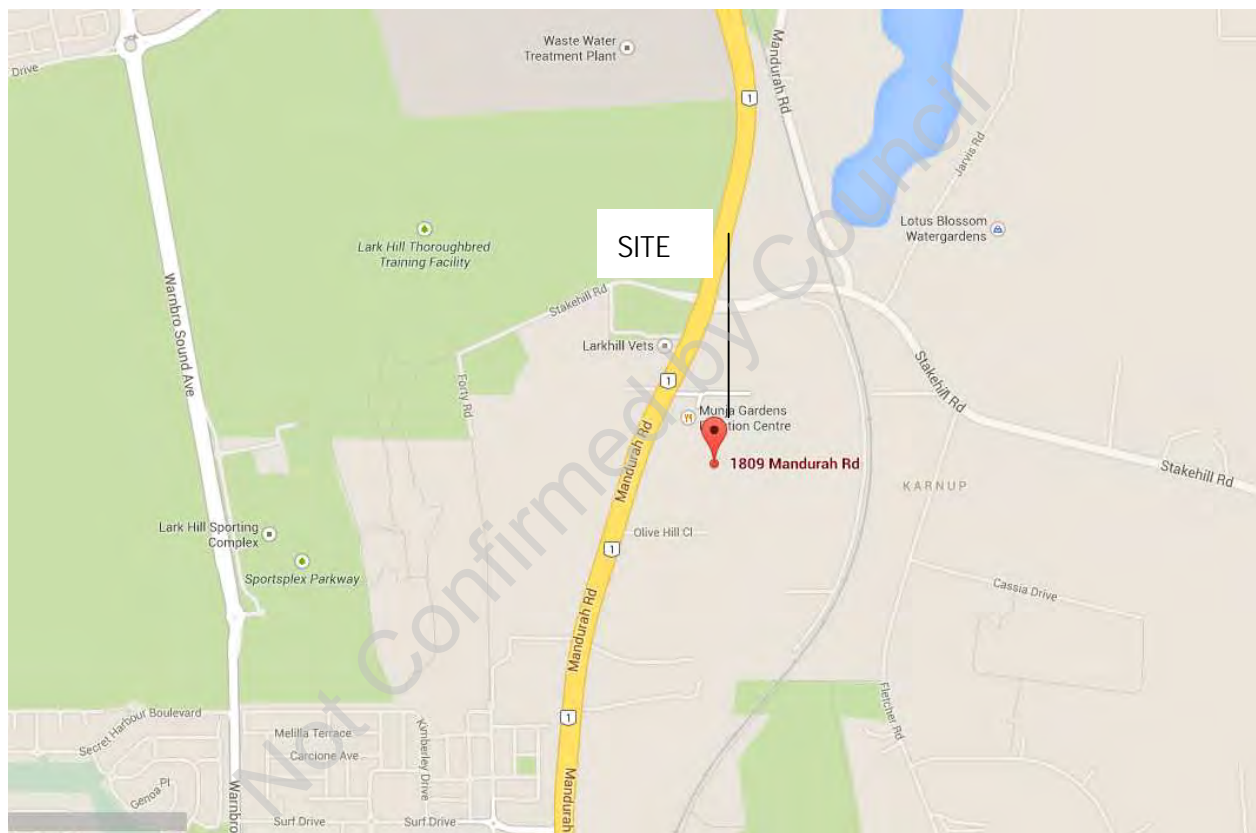 Waste Water
Treatment Plant
Drive
1
Mandurah Rd
Jarvis Rd
Lotus Blossom
Watergardens
SITE
Lark Hill Thoroughbred
Training Facility
Warnbro Sound Ave
Stakehill Rd
Larkhill Vets
1
Forty Rd
Stakehill Rd
Munja Gardens
Centre
Mandurah Rd
1809 Mandurah Rd
Stakehill Rd
KARNUP
Lark Hill Sporting
Complex
Olive Hill Cl
1
Sportsplex Parkway
Cassia Drive
Mandurah Rd
Fletcher Rd
Secret Harbour Boulevard
Melilla Terrace
Kimberley Drive
1
Carcione Ave
Genoa Pl
Warnbro
Surf Drive
Surf Drive
Mandurah
Not Confirmed by Council